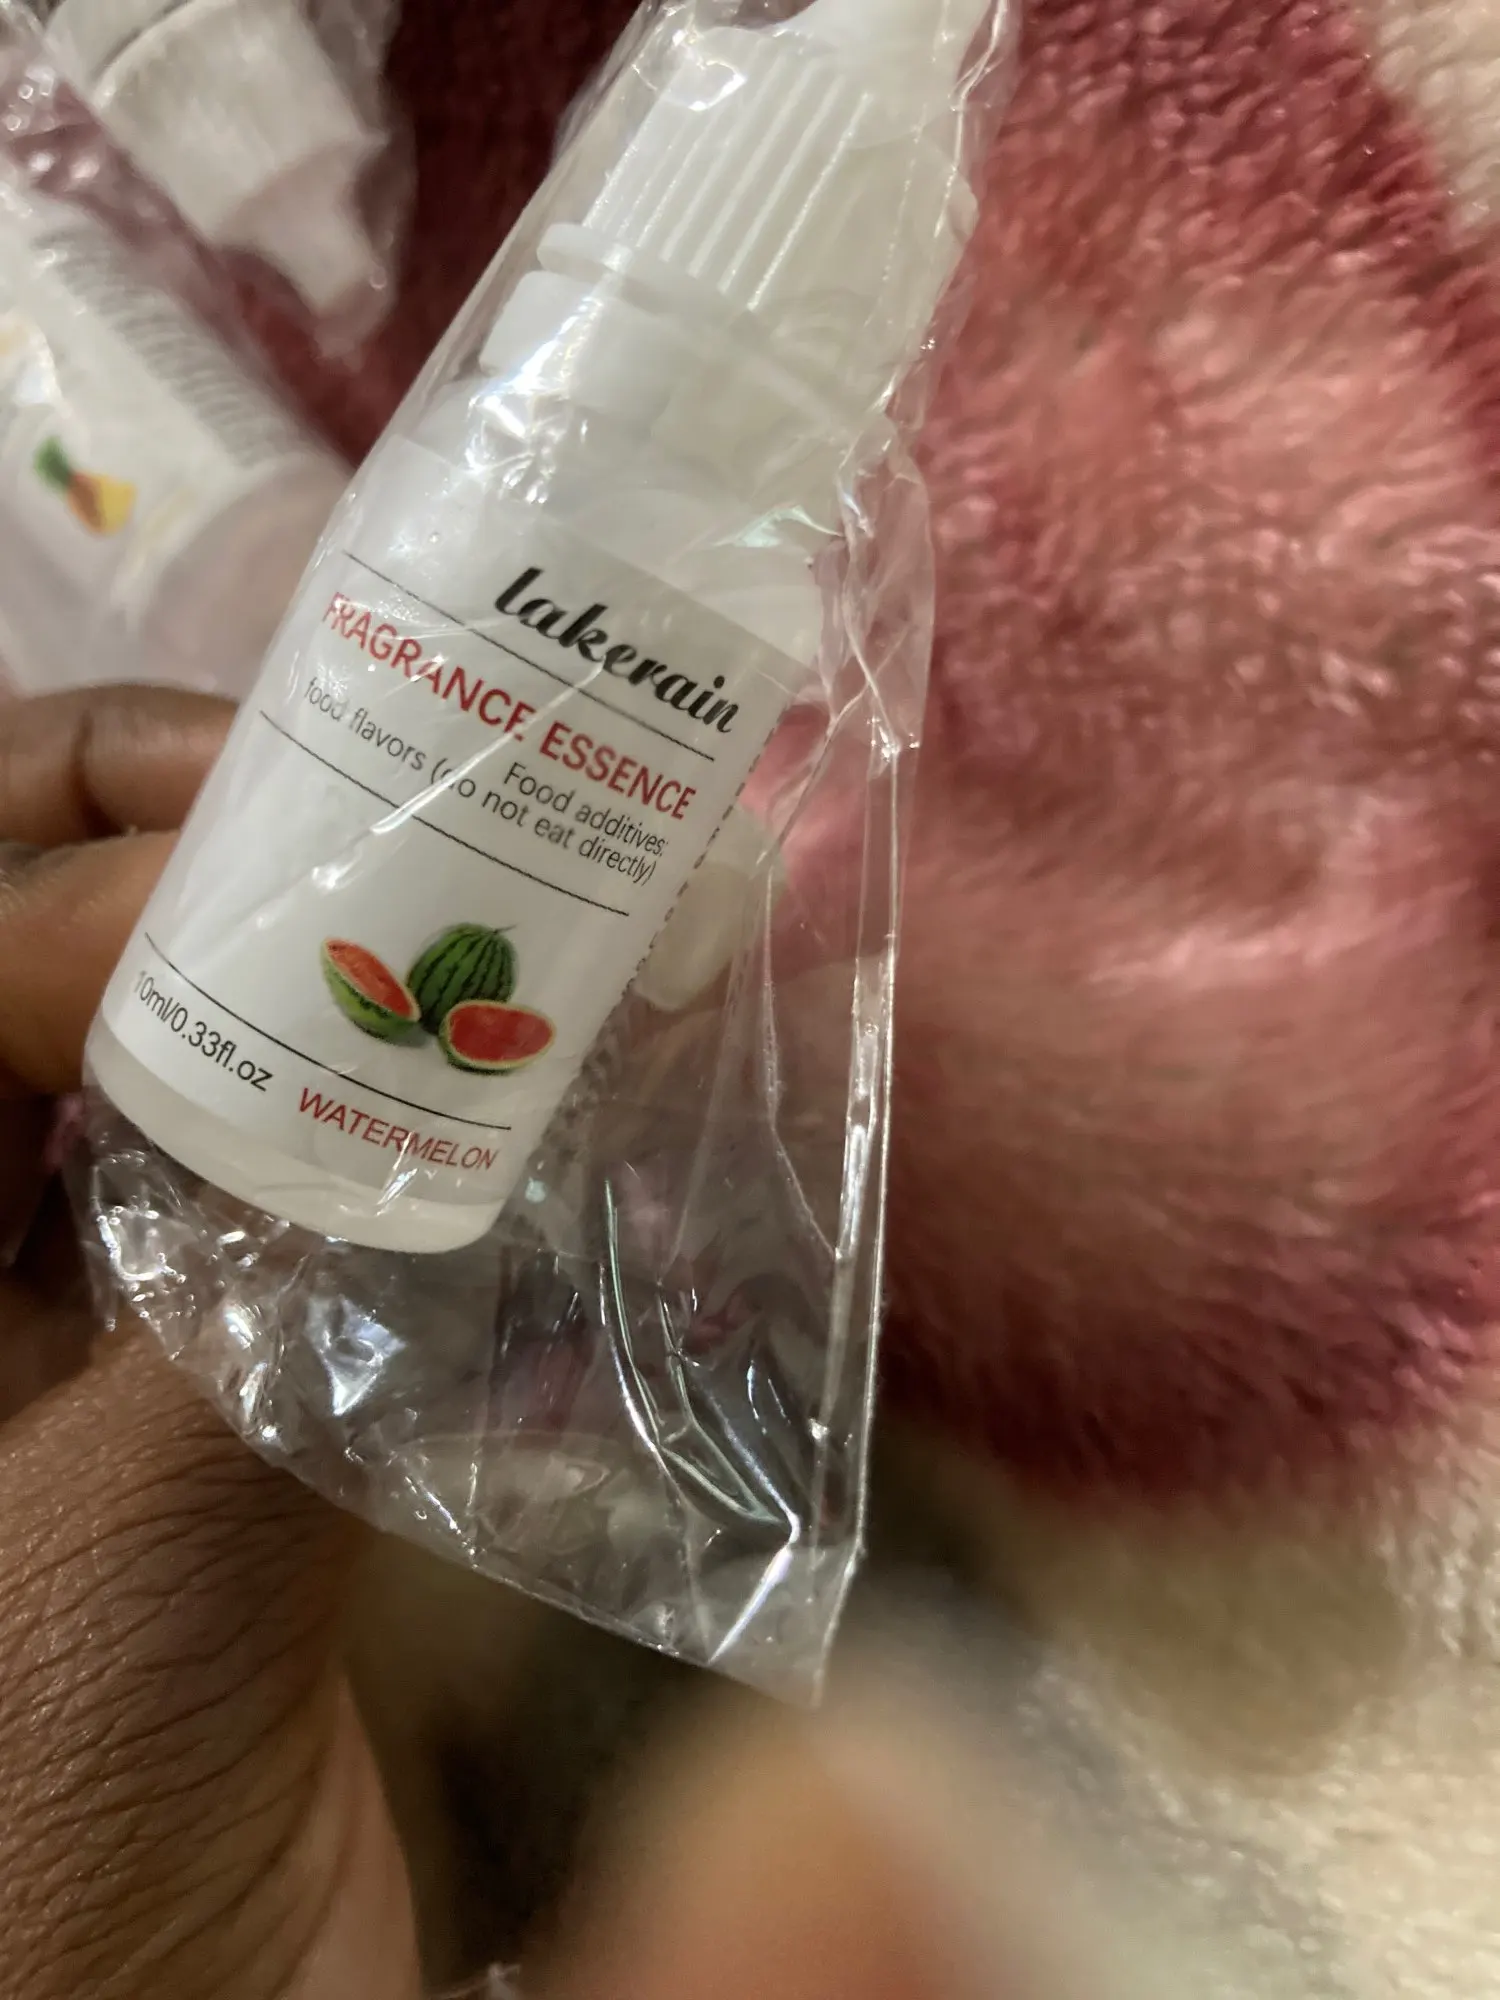 lakerain
FRAGRANCE ESSENCE
Food additives:
food flavors (do not eat directly)
10ml/0.33fl.oz
WATERMELON